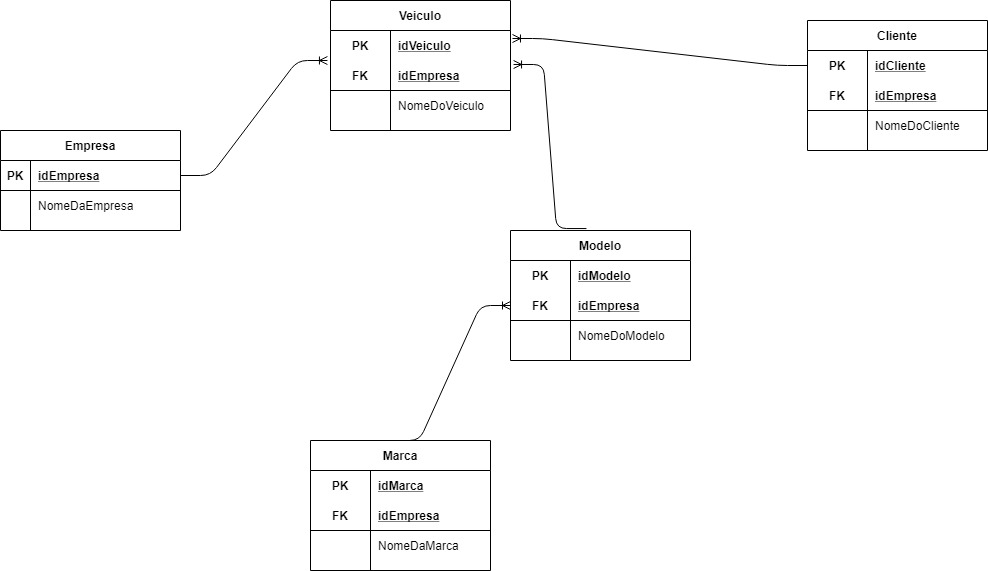 Veiculo
PK idVeiculo
FK idEmpresa
NomeDoVeiculo
Cliente
PK idCliente
FK idEmpresa
NomeDoCliente
Empresa
PK idEmpresa
NomeDaEmpresa
Modelo
PK idModelo
FK idEmpresa
NomeDoModelo
Marca
PK idMarca
FK idEmpresa
NomeDaMarca